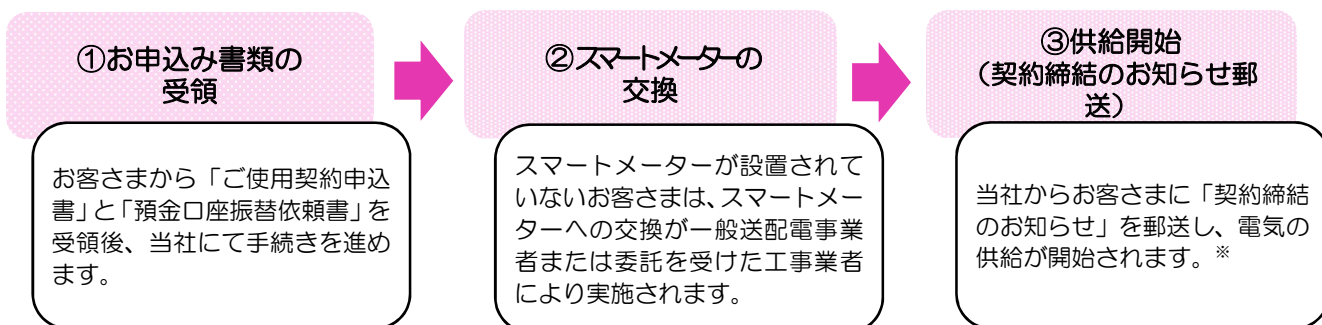 ①お申込み書類の
受領
お客さまから「ご使用契約申込
書」と「預金口座振替依頼書」を
受領後、当社にて手続きを進め
ます。
②スマートメーターの
交換
スマートメーターが設置されて
いないお客さまは、スマートメー
ターへの交換が一般送配電事業
者または委託を受けた工事業者
により実施されます。
③供給開始
（契約締結のお知らせ郵
送）
当社からお客さまに「契約締結
のお知らせ」を郵送し、電気の
供給が開始されます。※